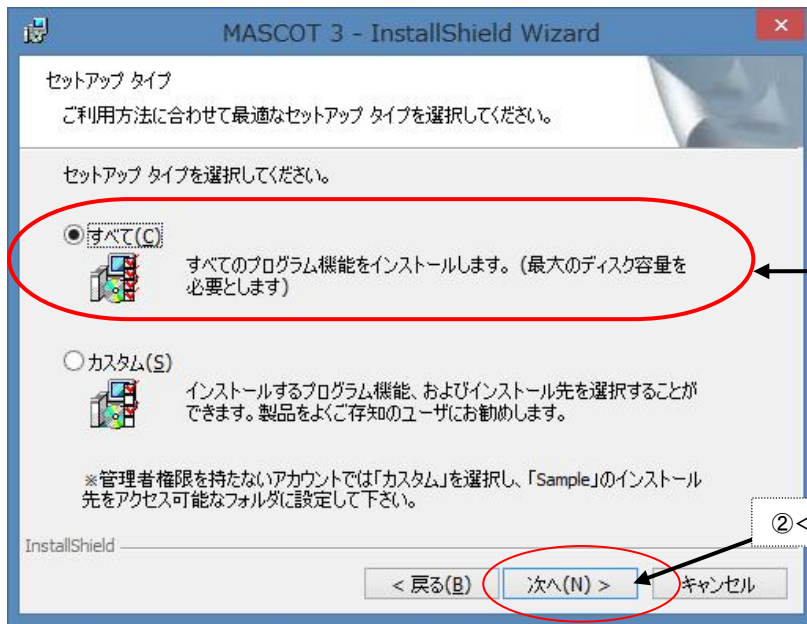 MASCOT 3 - InstallShield Wizard
セットアップ タイプ
ご利用方法に合わせて最適なセットアップ タイプを選択してください。
セットアップ タイプを選択してください。
すべて(C)
すべてのプログラム機能をインストールします。(最大のディスク容量を
必要とします)
カスタム(S)
インストールするプログラム機能、およびインストール先を選択することが
できます。製品をよくご存知のユーザにお勧めします。
※管理者権限を持たないアカウントでは「カスタム」を選択し、「Sample」のインストール
先をアクセス可能なフォルダに設定して下さい。
②<
InstallShield
< 戻る(B) 次へ(N) > キャンセル